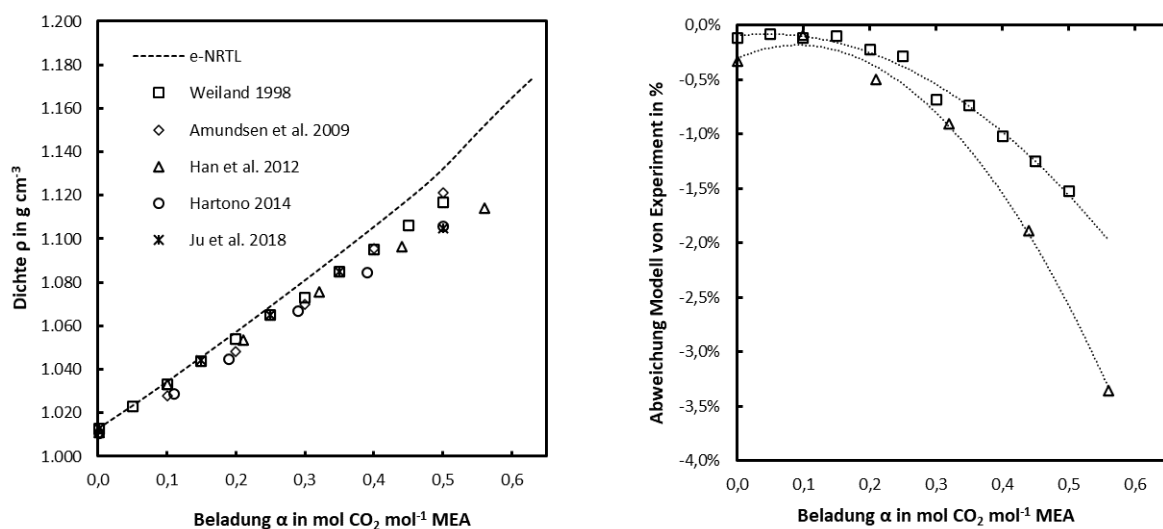 1.200
1.180
1.160
1.140
1.120
1.100
1.080
1.060
1.040
1.020
1.000
Dichte ρ in g cm⁻³
e-NRTL
Weiland 1998
Amundsen et al. 2009
Han et al. 2012
Hartono 2014
Ju et al. 2018
0,0 0,1 0,2 0,3 0,4 0,5 0,6
Beladung α in mol CO₂ mol⁻¹ MEA
0,0%
-0,5%
-1,0%
-1,5%
-2,0%
-2,5%
-3,0%
-3,5%
-4,0%
Abweichung Modell von Experiment in %
0,0 0,1 0,2 0,3 0,4 0,5 0,6
Beladung α in mol CO₂ mol⁻¹ MEA